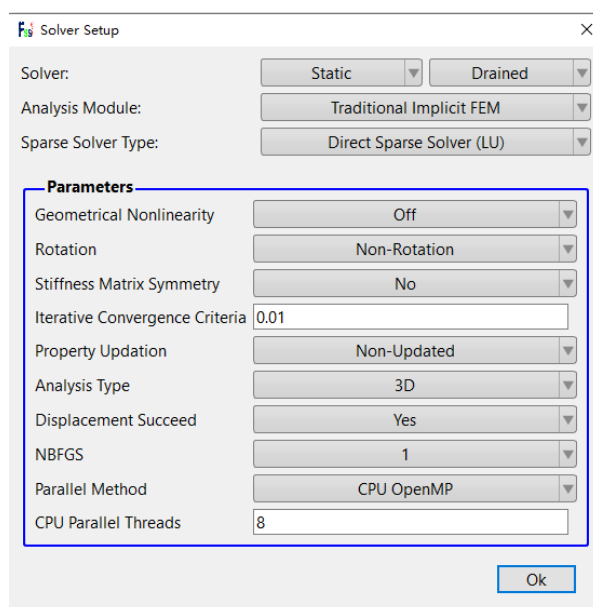 Solver Setup
Solver: Static Drained
Analysis Module: Traditional Implicit FEM
Sparse Solver Type: Direct Sparse Solver (LU)
Parameters
Geometrical Nonlinearity Off
Rotation Non-Rotation
Stiffness Matrix Symmetry No
Iterative Convergence Criteria 0.01
Property Updation Non-Updated
Analysis Type 3D
Displacement Succeed Yes
NBFGS 1
Parallel Method CPU OpenMP
CPU Parallel Threads 8
Ok